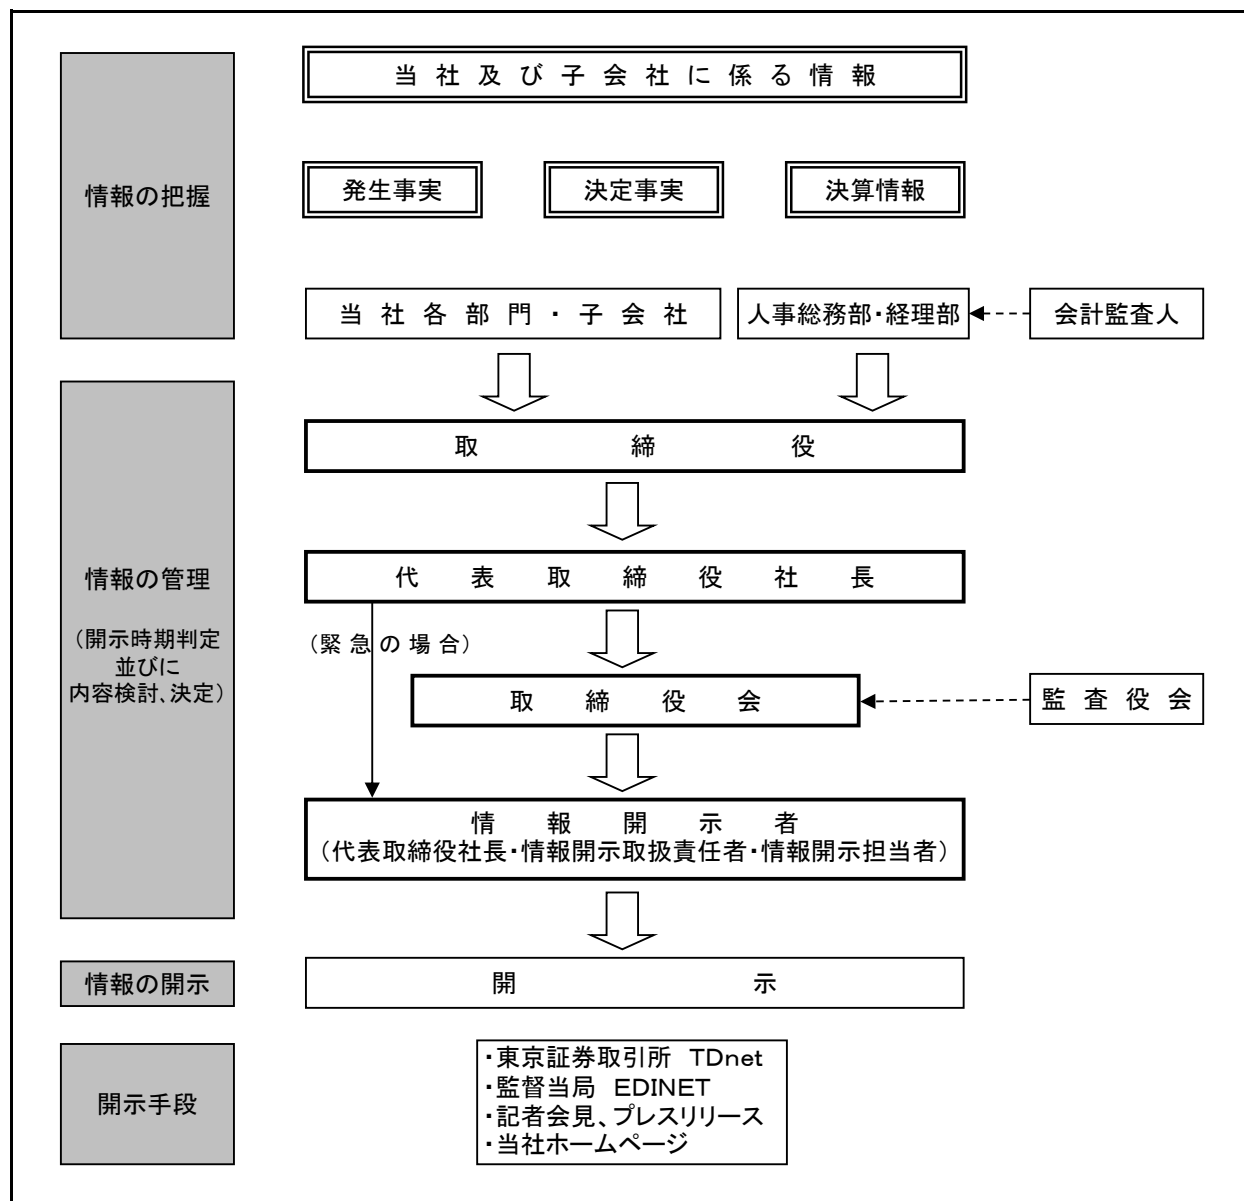 当社及び子会社に係る情報
情報の把握
発生事実
決定事実
決算情報
当社各部門・子会社
人事総務部・経理部
会計監査人
取締役
代表取締役社長
情報の管理
（開示時期判定
並びに
内容検討、決定）
（緊急の場合）
取締役会
監査役会
情報開示者
（代表取締役社長・情報開示取扱責任者・情報開示担当者）
情報の開示
開示
開示手段
・東京証券取引所 TDnet
・監督当局 EDINET
・記者会見、プレスリリース
・当社ホームページ